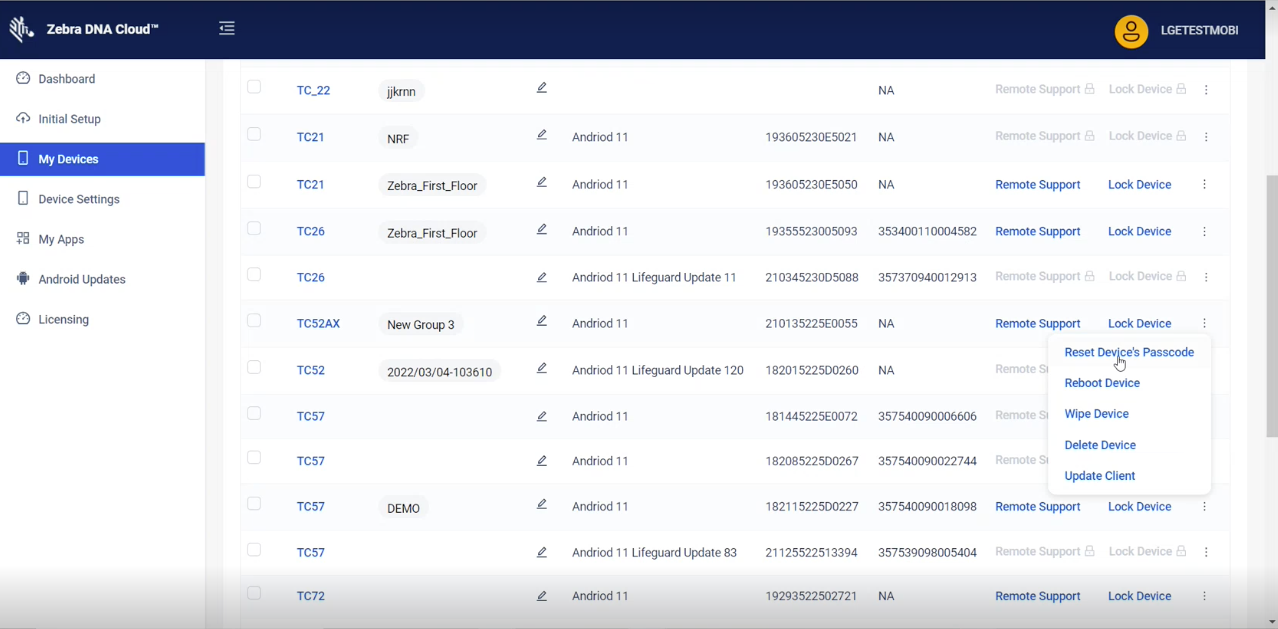 Zebra DNA Cloud™ LGETESTMOBI
Dashboard
Initial Setup
My Devices
Device Settings
My Apps
Android Updates
Licensing
TC_22 jjkrnn NA Remote Support Lock Device
TC21 NRF Andriod 11 193605230E5021 NA Remote Support Lock Device
TC21 Zebra_First_Floor Andriod 11 193605230E5050 NA Remote Support Lock Device
TC26 Zebra_First_Floor Andriod 11 19355523005093 353400110004582 Remote Support Lock Device
TC26 Andriod 11 Lifeguard Update 11 210345230D5088 357370940012913 Remote Support Lock Device
TC52AX New Group 3 Andriod 11 210135225E0055 NA Remote Support Lock Device
Reset Device's Passcode
Reboot Device
Wipe Device
Delete Device
Update Client
TC52 2022/03/04-103610 Andriod 11 Lifeguard Update 120 182015225D0260 NA Remote
TC57 Andriod 11 181445225E0072 357540090006606 Remote
TC57 Andriod 11 182085225D0267 357540090022744 Remote
TC57 DEMO Andriod 11 182115225D0227 357540090018098 Remote Support Lock Device
TC57 Andriod 11 Lifeguard Update 83 21125522513394 357539098005404 Remote Support Lock Device
TC72 Andriod 11 19293522502721 NA Remote Support Lock Device